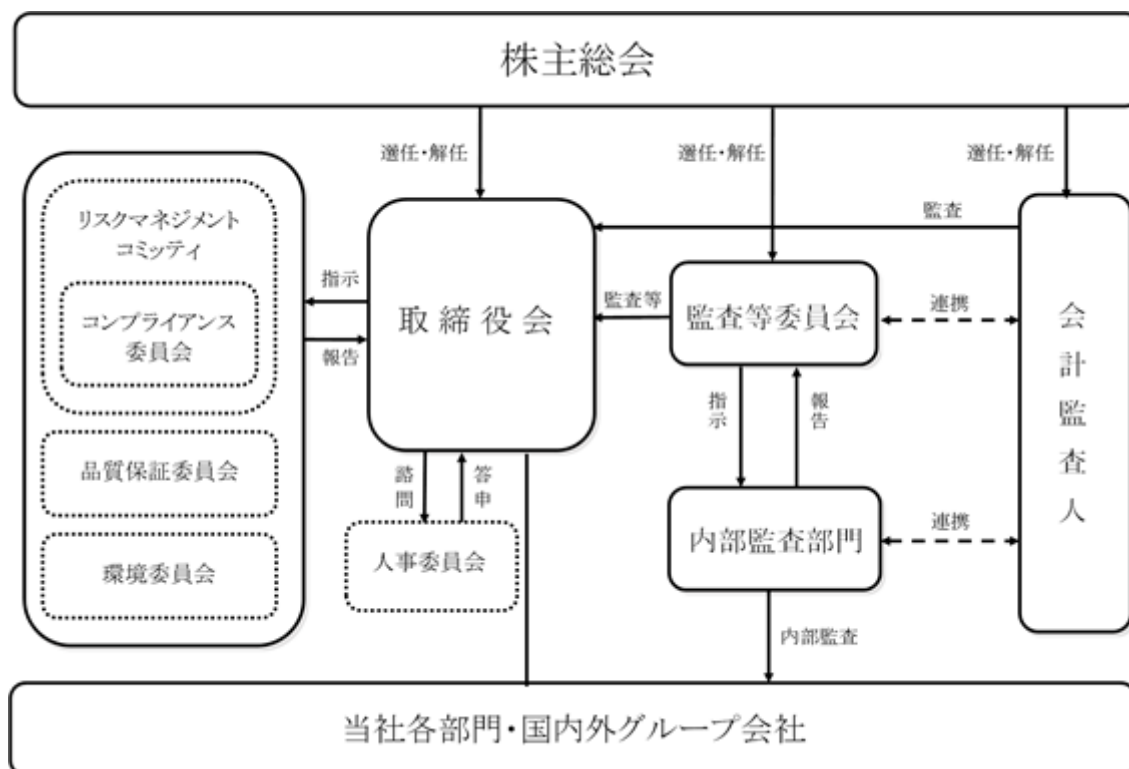 株主総会
選任・解任
選任・解任
選任・解任
リスクマネジメント
コミッティ
コンプライアンス
委員会
品質保証委員会
環境委員会
指示
報告
取締役会
監査
監査等
監査等委員会
連携
会計監査人
指示
報告
諮問
答申
人事委員会
内部監査部門
連携
内部監査
当社各部門・国内外グループ会社